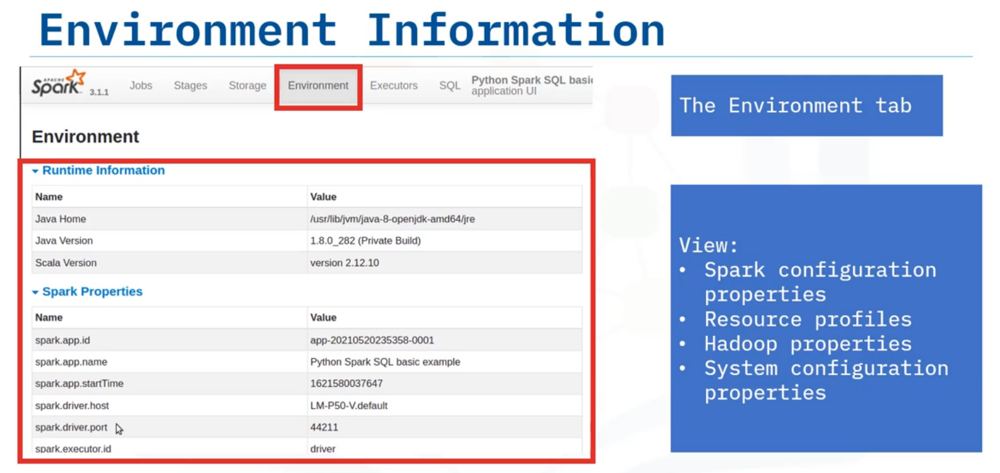 Environment Information
APACHE Spark 3.1.1 Jobs Stages Storage Environment Executors SQL Python Spark SQL basic
application UI
Environment
Runtime Information
Name Value
Java Home /usr/lib/jvm/java-8-openjdk-amd64/jre
Java Version 1.8.0_282 (Private Build)
Scala Version version 2.12.10
Spark Properties
Name Value
spark.app.id app-20210520235358-0001
spark.app.name Python Spark SQL basic example
spark.app.startTime 1621580037647
spark.driver.host LM-P50-V.default
spark.driver.port 44211
spark.executor.id driver
The Environment tab
View:
• Spark configuration
properties
• Resource profiles
• Hadoop properties
• System configuration
properties